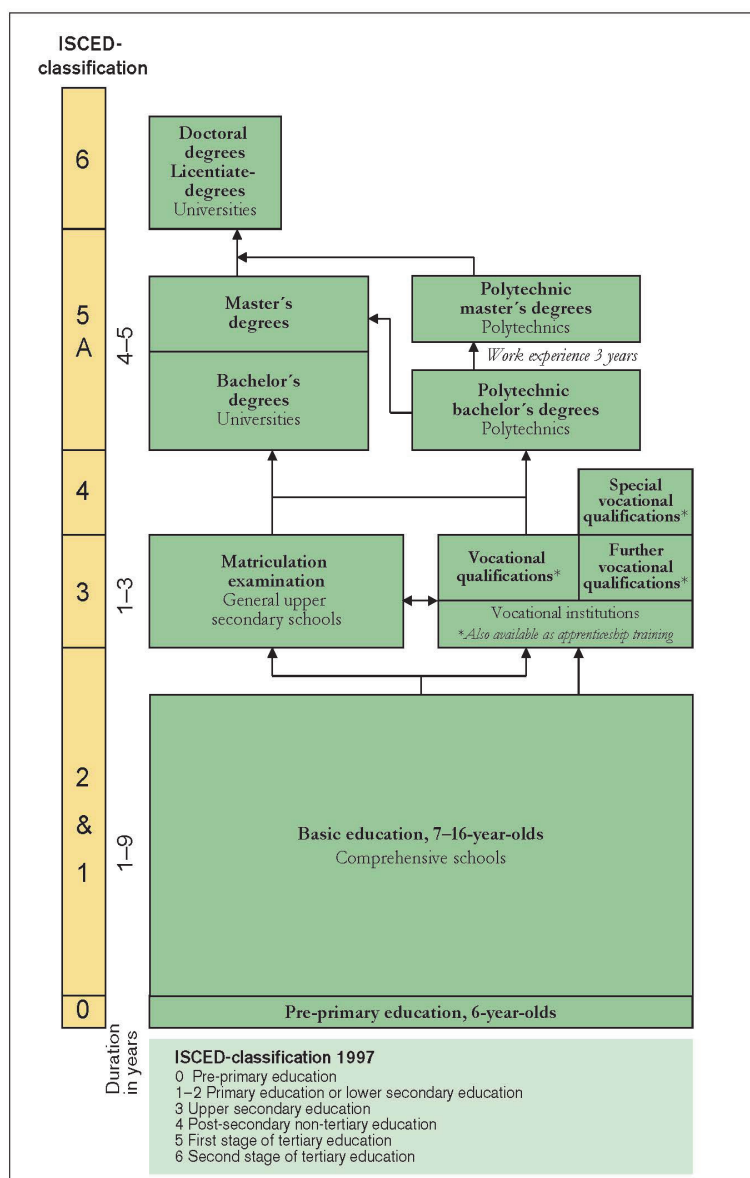 ISCED-
classification
6
Doctoral
degrees
Licentiate-
degrees
Universities
5
A
4–5
Master´s
degrees
Polytechnic
master´s degrees
Polytechnics
Work experience 3 years
Bachelor´s
degrees
Universities
Polytechnic
bachelor´s degrees
Polytechnics
4
Special
vocational
qualifications*
3
1–3
Matriculation
examination
General upper
secondary schools
Vocational
qualifications*
Further
vocational
qualifications*
Vocational institutions
*Also available as apprenticeship training
2
&
1
1–9
Basic education, 7–16-year-olds
Comprehensive schools
0
Pre-primary education, 6-year-olds
Duration
in years
ISCED-classification 1997
0 Pre-primary education
1–2 Primary education or lower secondary education
3 Upper secondary education
4 Post-secondary non-tertiary education
5 First stage of tertiary education
6 Second stage of tertiary education